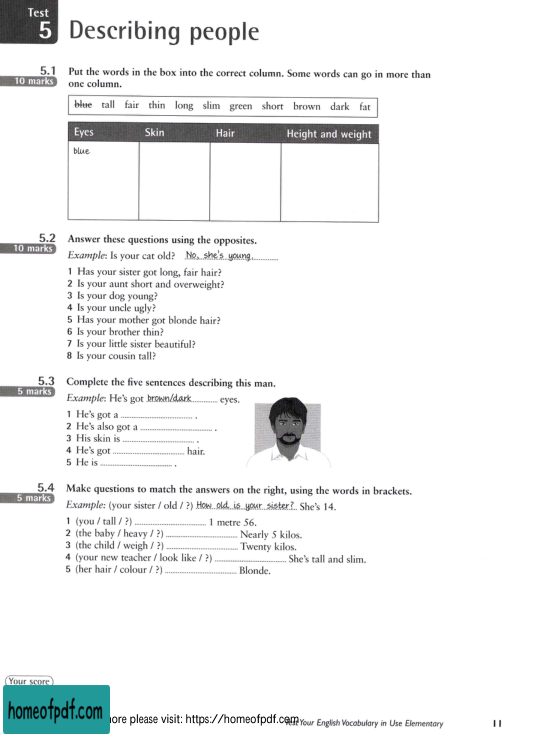 Test
5 Describing people
5.1 Put the words in the box into the correct column. Some words can go in more than
10 marks one column.
blue tall fair thin long slim green short brown dark fat
Eyes Skin Hair Height and weight
blue
5.2 Answer these questions using the opposites.
10 marks Example: Is your cat old? No, she's young.
1 Has your sister got long, fair hair?
2 Is your aunt short and overweight?
3 Is your dog young?
4 Is your uncle ugly?
5 Has your mother got blonde hair?
6 Is your brother thin?
7 Is your little sister beautiful?
8 Is your cousin tall?
5.3 Complete the five sentences describing this man.
5 marks Example: He's got brown/dark eyes.
1 He's got a .................... .
2 He's also got a .................... .
3 His skin is .................... .
4 He's got .................... hair.
5 He is .................... .
5.4 Make questions to match the answers on the right, using the words in brackets.
5 marks Example: (your sister / old / ?) How old is your sister? She's 14.
1 (you / tall / ?) .................... 1 metre 56.
2 (the baby / heavy / ?) .................... Nearly 5 kilos.
3 (the child / weigh / ?) .................... Twenty kilos.
4 (your new teacher / look like / ?) .................... She's tall and slim.
5 (her hair / colour / ?) .................... Blonde.
Your score
homeofpdf.com please visit: https://homeofpdf.com Your English Vocabulary in Use Elementary 11